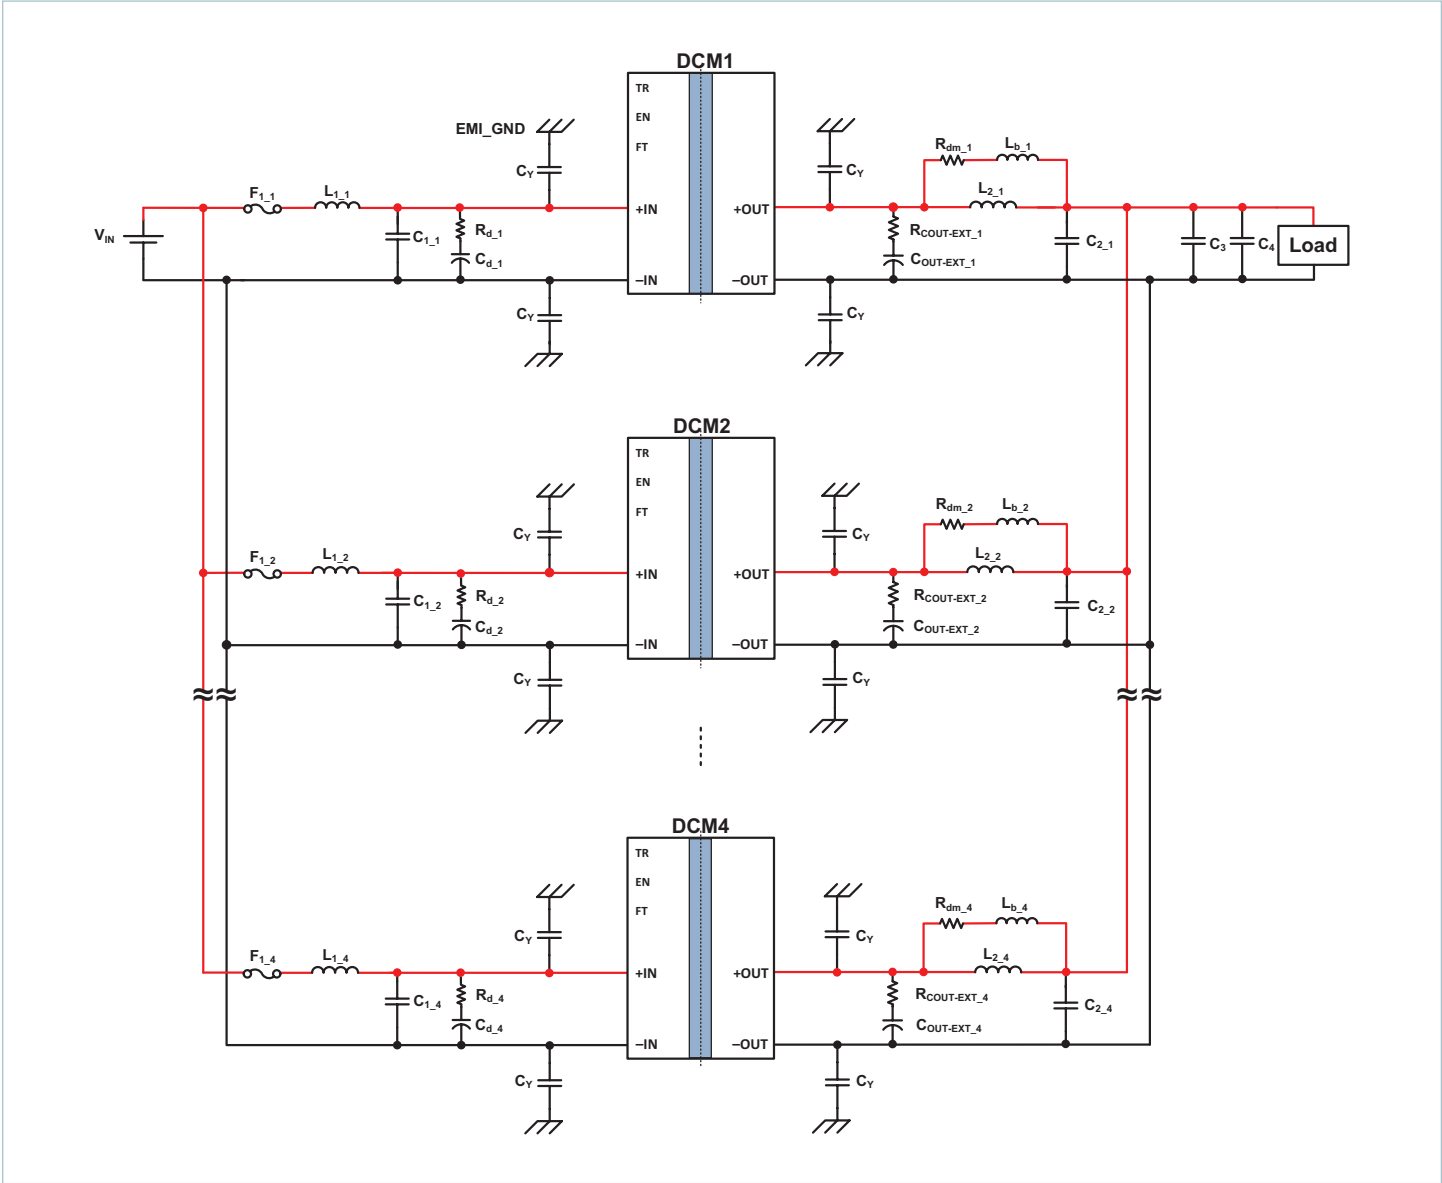 DCM1
TR
EN
FT
EMI_GND
CY
CY
Rdm_1
Lb_1
F1_1
L1_1
L2_1
+IN
+OUT
VIN
C1_1
Rd_1
Cd_1
RCOUT-EXT_1
COUT-EXT_1
C2_1
C3
C4
Load
–IN
–OUT
CY
CY
DCM2
TR
EN
FT
CY
CY
Rdm_2
Lb_2
F1_2
L1_2
L2_2
+IN
+OUT
C1_2
Rd_2
Cd_2
RCOUT-EXT_2
COUT-EXT_2
C2_2
–IN
–OUT
CY
CY
DCM4
TR
EN
FT
CY
CY
Rdm_4
Lb_4
F1_4
L1_4
L2_4
+IN
+OUT
C1_4
Rd_4
Cd_4
RCOUT-EXT_4
COUT-EXT_4
C2_4
–IN
–OUT
CY
CY